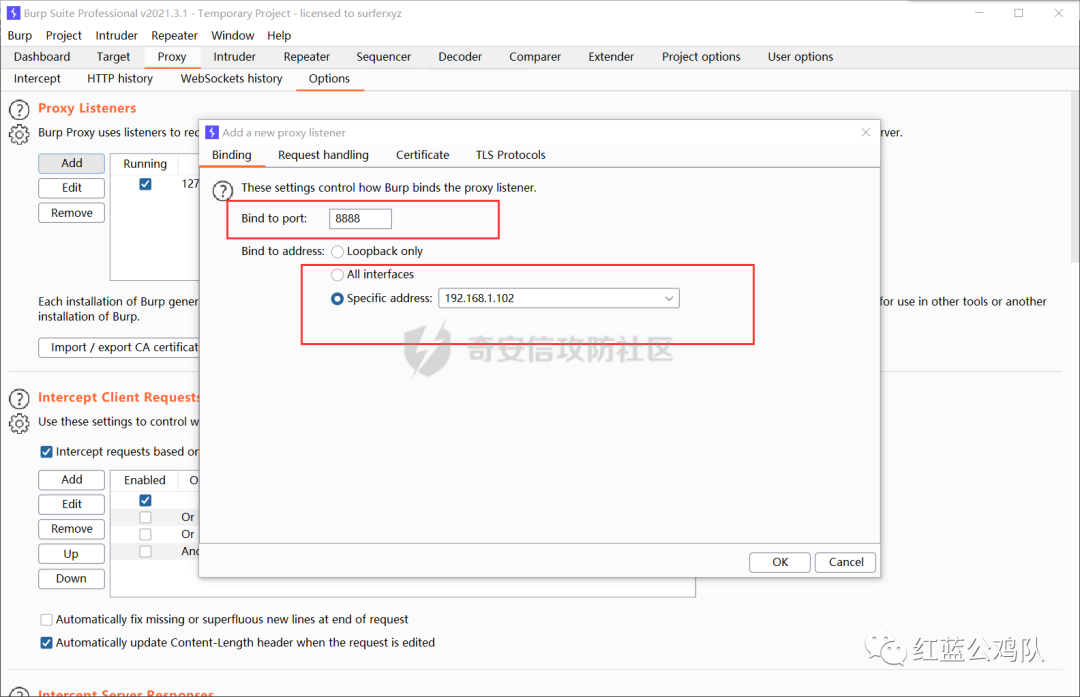 Burp Suite Professional v2021.3.1 - Temporary Project - licensed to surferxyz
Burp Project Intruder Repeater Window Help
Dashboard Target Proxy Intruder Repeater Sequencer Decoder Comparer Extender Project options User options
Intercept HTTP history WebSockets history Options
Proxy Listeners
Burp Proxy uses listeners to rec
rver.
Add
Edit
Remove
Running
127
Each installation of Burp gener
for use in other tools or another
installation of Burp.
Import / export CA certificat
Intercept Client Requests
Use these settings to control w
Intercept requests based on
Add
Edit
Remove
Up
Down
Enabled O
Or
Or
And
Automatically fix missing or superfluous new lines at end of request
Automatically update Content-Length header when the request is edited
Intercept Server Responses
Add a new proxy listener
Binding Request handling Certificate TLS Protocols
These settings control how Burp binds the proxy listener.
Bind to port: 8888
Bind to address: Loopback only
All interfaces
Specific address: 192.168.1.102
奇安信攻防社区
OK Cancel
红蓝公鸡队